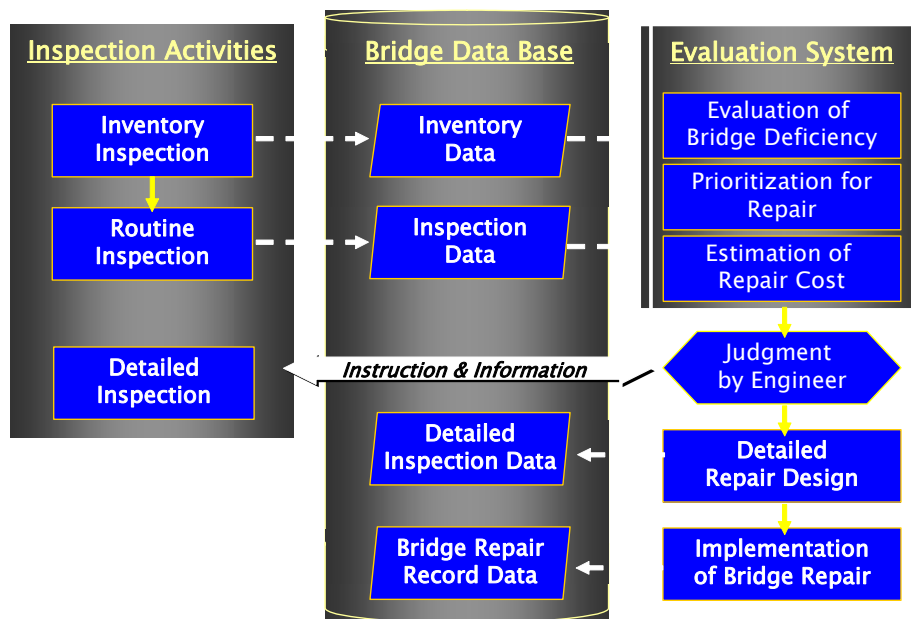 Inspection Activities
Inventory
Inspection
Routine
Inspection
Detailed
Inspection
Bridge Data Base
Inventory
Data
Inspection
Data
Instruction & Information
Detailed
Inspection Data
Bridge Repair
Record Data
Evaluation System
Evaluation of
Bridge Deficiency
Prioritization for
Repair
Estimation of
Repair Cost
Judgment
by Engineer
Detailed
Repair Design
Implementation
of Bridge Repair